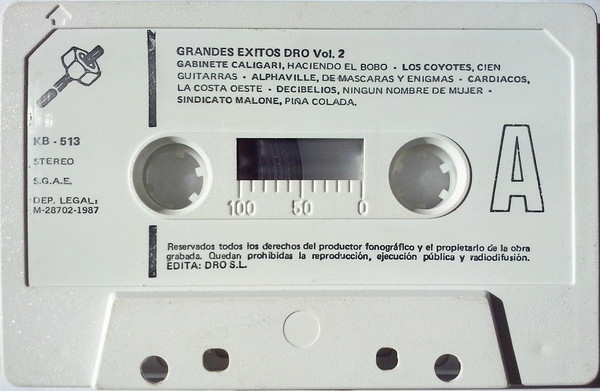 GRANDES EXITOS DRO Vol. 2
GABINETE CALIGARI, HACIENDO EL BOBO - LOS COYOTES, CIEN
GUITARRAS - ALPHAVILLE, DE MASCARAS Y ENIGMAS - CARDIACOS,
LA COSTA OESTE - DECIBELIOS, NINGUN NOMBRE DE MUJER -
SINDICATO MALONE, PIÑA COLADA.
KB - 513
STEREO
S.G.A.E.
DEP. LEGAL:
M-28702-1987
A
100 50 0
Reservados todos los derechos del productor fonográfico y el propietario de la obra
grabada. Quedan prohibidas la reproducción, ejecución pública y radiodifusión.
EDITA: DRO S.L.